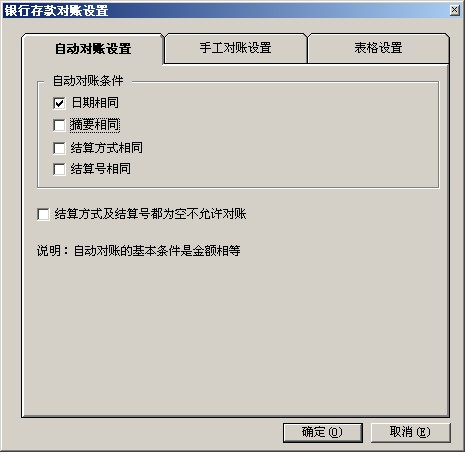 银行存款对账设置
自动对账设置 手工对账设置 表格设置
自动对账条件
日期相同
摘要相同
结算方式相同
结算号相同
结算方式及结算号都为空不允许对账
说明：自动对账的基本条件是金额相等
确定(O) 取消(E)